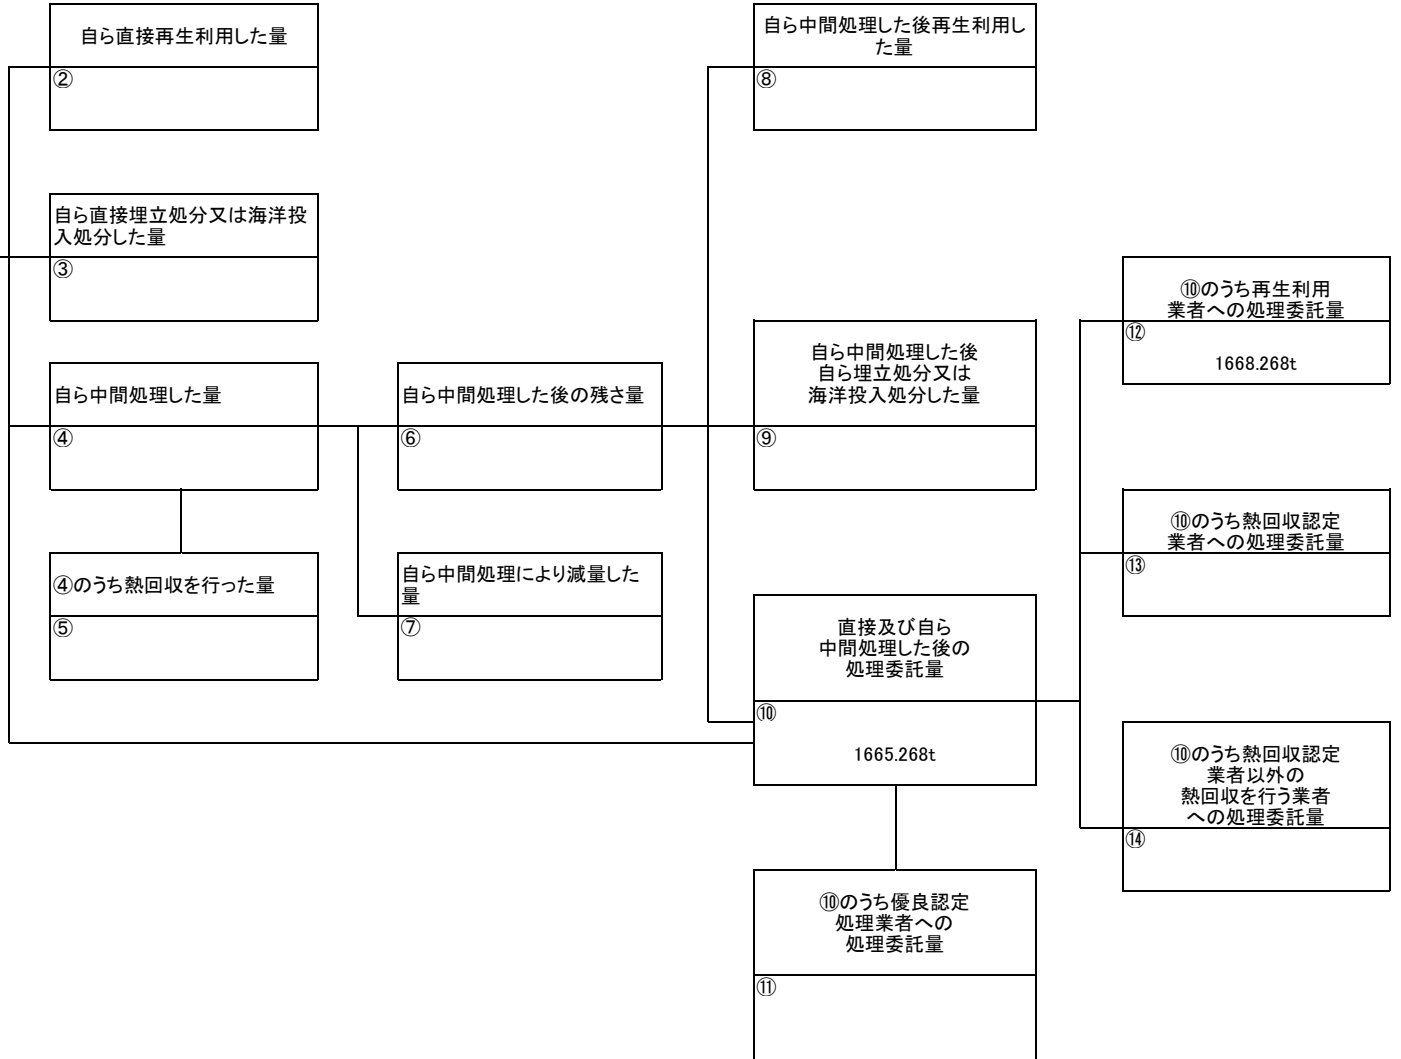 自ら直接再生利用した量
②
自ら直接埋立処分又は海洋投
入処分した量
③
自ら中間処理した量
④
④のうち熱回収を行った量
⑤
自ら中間処理した後の残さ量
⑥
自ら中間処理により減量した
量
⑦
自ら中間処理した後再生利用し
た量
⑧
自ら中間処理した後
自ら埋立処分又は
海洋投入処分した量
⑨
直接及び自ら
中間処理した後の
処理委託量
⑩
1665.268t
⑩のうち優良認定
処理業者への
処理委託量
⑪
⑩のうち再生利用
業者への処理委託量
⑫
1668.268t
⑩のうち熱回収認定
業者への処理委託量
⑬
⑩のうち熱回収認定
業者以外の
熱回収を行う業者
への処理委託量
⑭